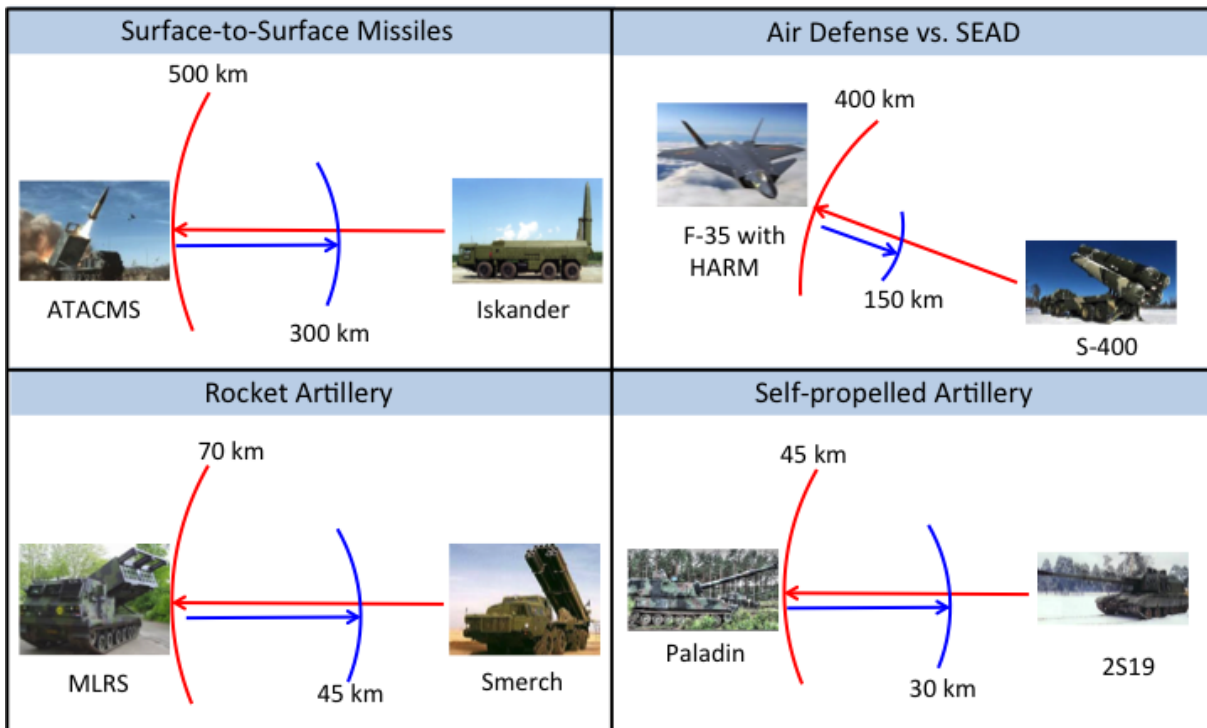 Surface-to-Surface Missiles
500 km
ATACMS
300 km
Iskander
Air Defense vs. SEAD
400 km
F-35 with
HARM
150 km
S-400
Rocket Artillery
70 km
MLRS
45 km
Smerch
Self-propelled Artillery
45 km
Paladin
30 km
2S19